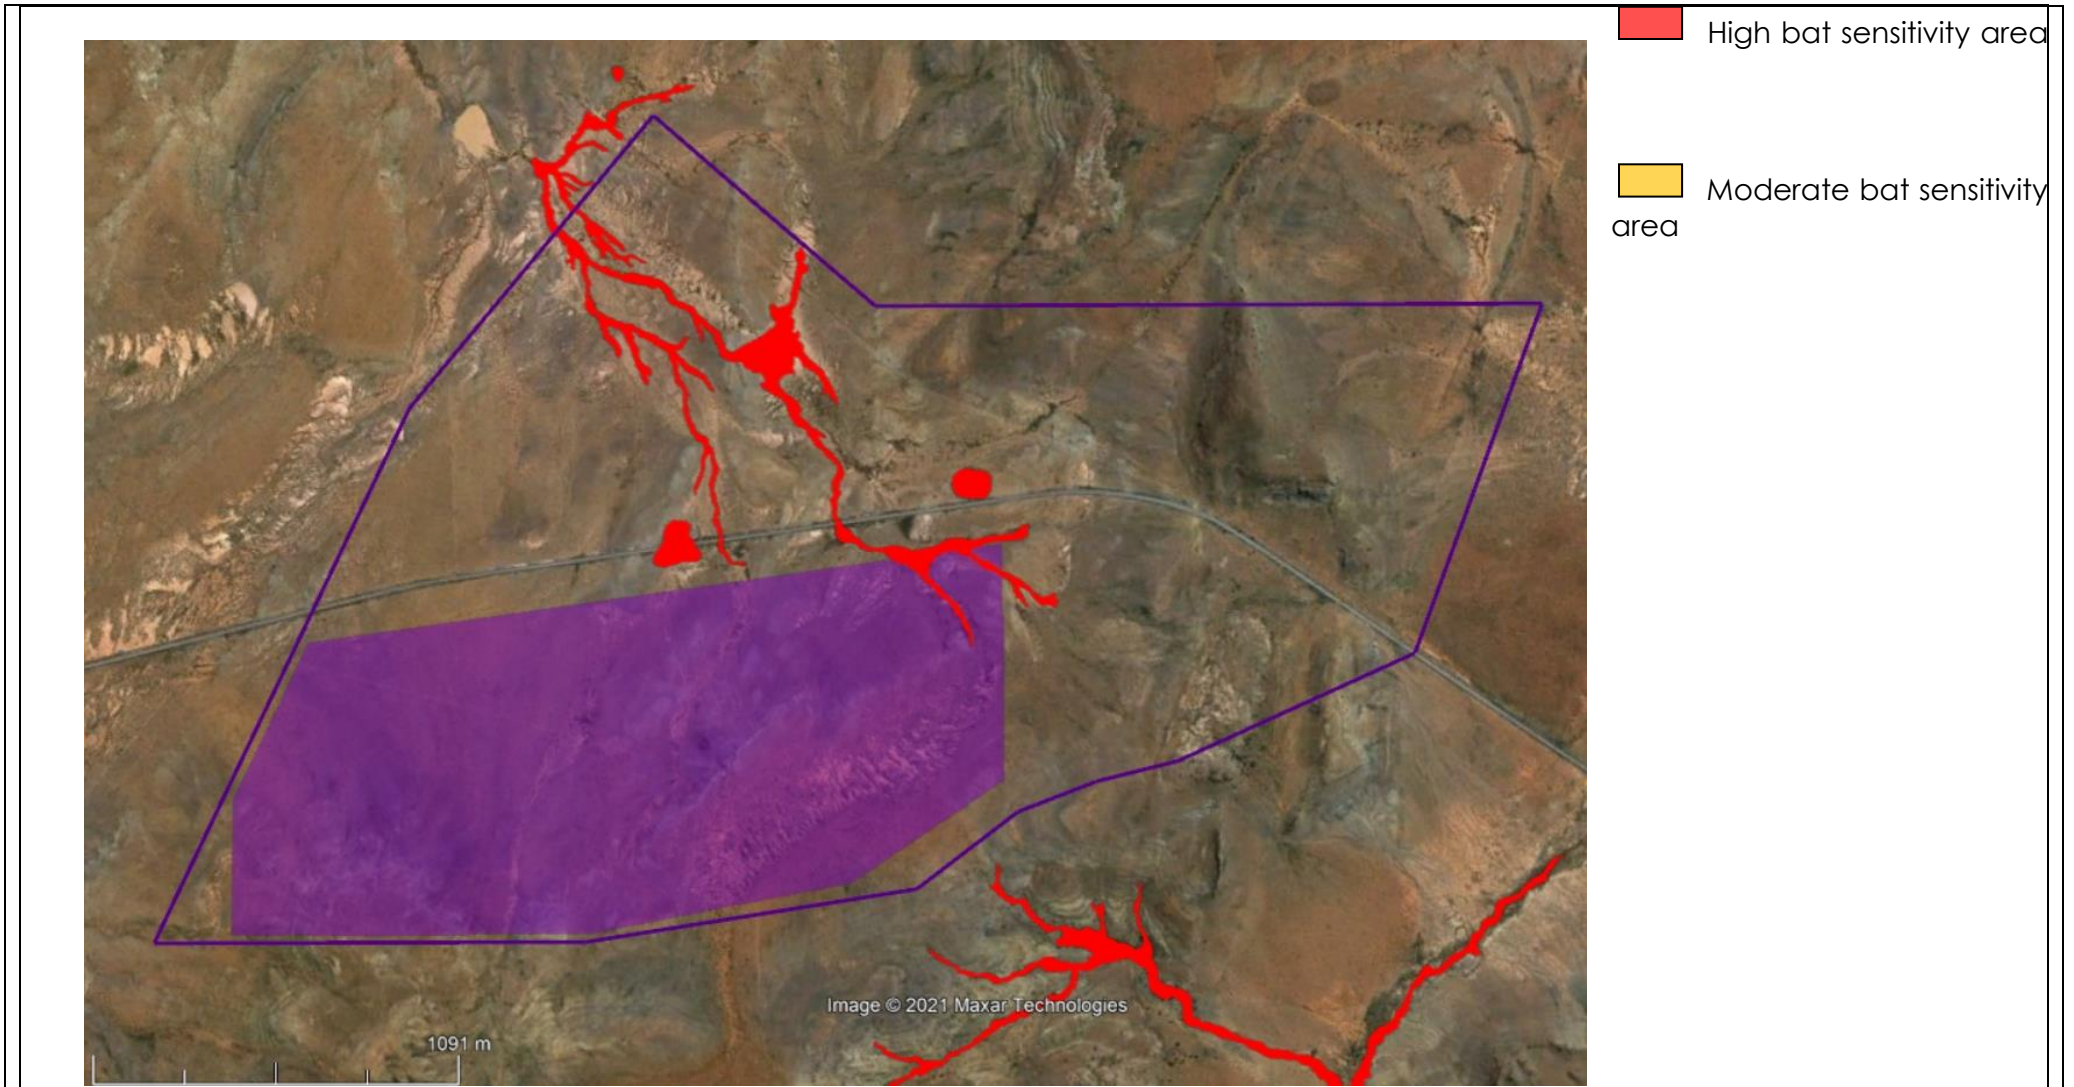 High bat sensitivity area
Moderate bat sensitivity
area
Image © 2021 Maxar Technologies
1091 m